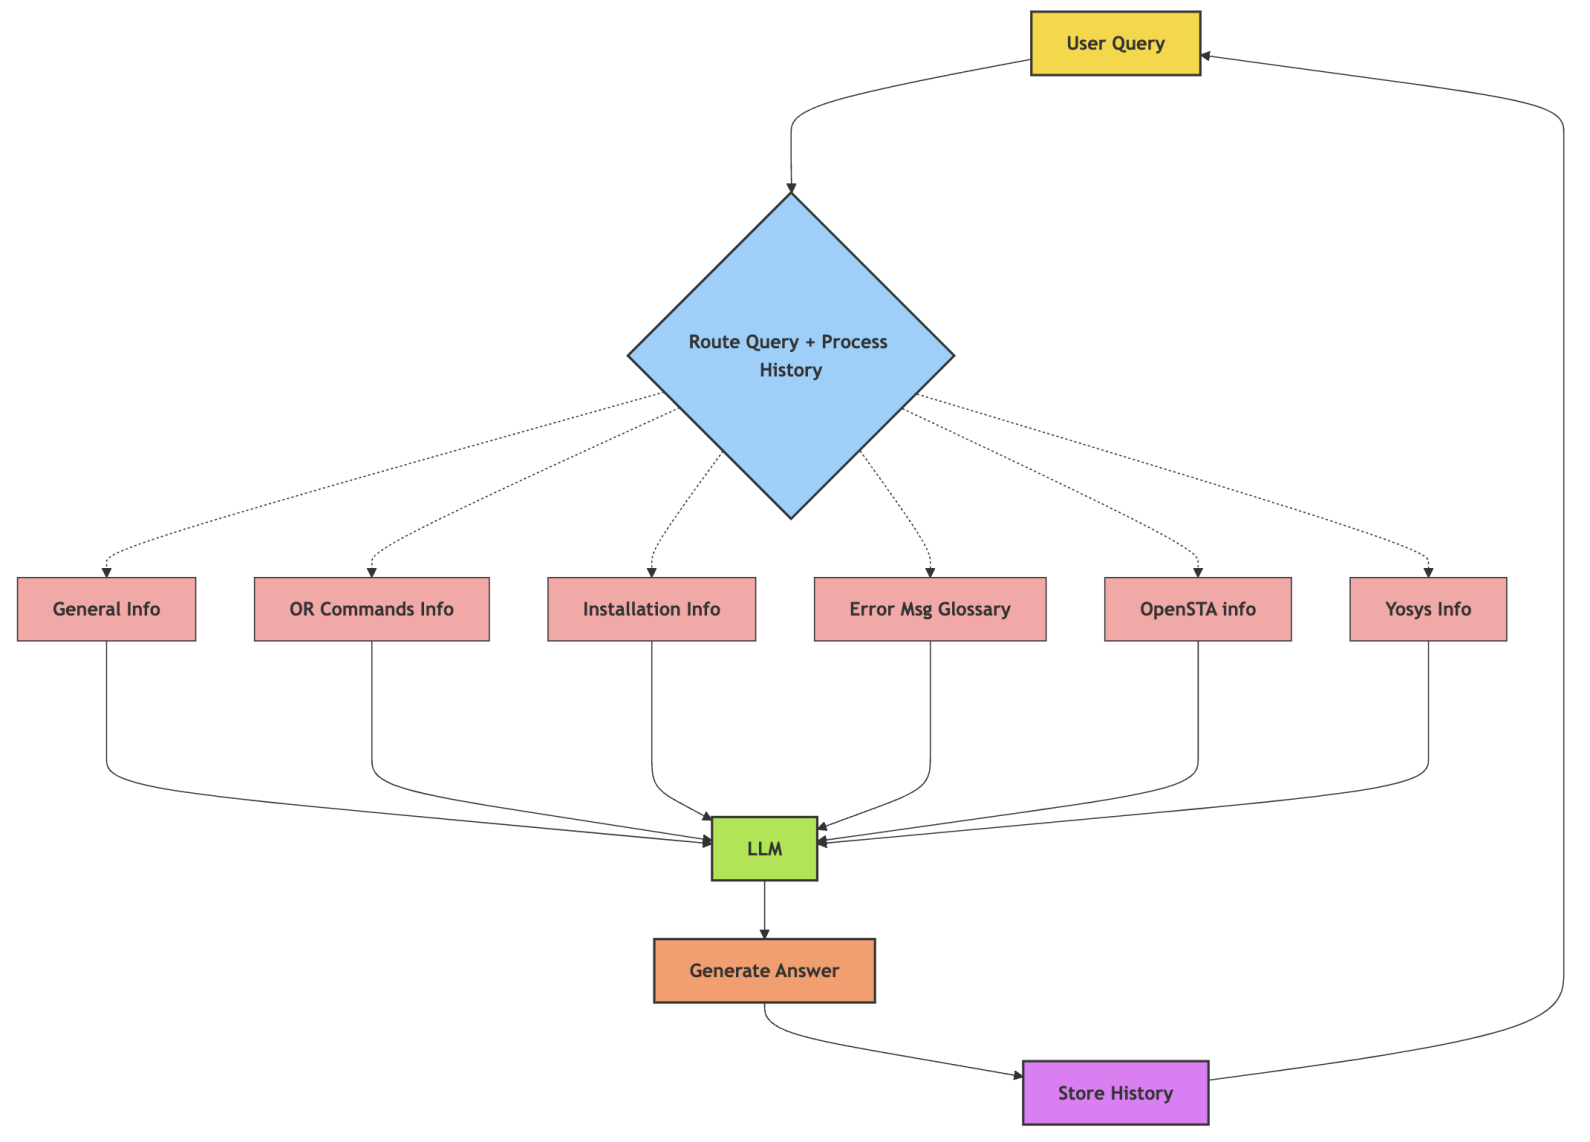 User Query
Route Query + Process
History
General Info
OR Commands Info
Installation Info
Error Msg Glossary
OpenSTA info
Yosys Info
LLM
Generate Answer
Store History